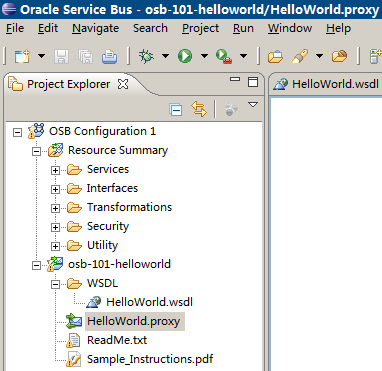 Oracle Service Bus - osb-101-helloworld/HelloWorld.proxy
File Edit Navigate Search Project Run Window Help
Project Explorer
HelloWorld.wsdl
OSB Configuration 1
Resource Summary
Services
Interfaces
Transformations
Security
Utility
osb-101-helloworld
WSDL
HelloWorld.wsdl
HelloWorld.proxy
ReadMe.txt
Sample_Instructions.pdf